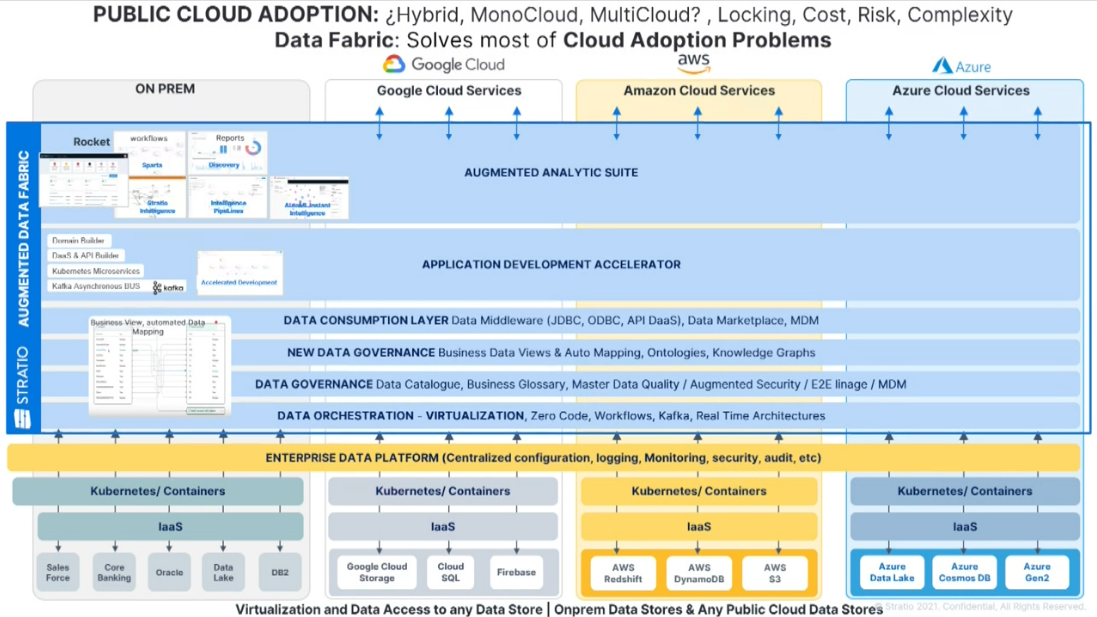 PUBLIC CLOUD ADOPTION: ¿Hybrid, MonoCloud, MultiCloud? , Locking, Cost, Risk, Complexity
Data Fabric: Solves most of Cloud Adoption Problems
Google Cloud
aws
Azure
ON PREM
Google Cloud Services
Amazon Cloud Services
Azure Cloud Services
AUGMENTED DATA FABRIC
STRATIO
Rocket
workflows
Sparta
Reports
Discovery
Stratio
Intelligence
Intelligence
PipeLines
Intelligence
AUGMENTED ANALYTIC SUITE
Domain Builder
DaaS & API Builder
Kubernetes Microservices
Kafka Asynchronous BUS
kafka
Accelerated Development
APPLICATION DEVELOPMENT ACCELERATOR
Business View, automated Data
Mapping
DATA CONSUMPTION LAYER Data Middleware (JDBC, ODBC, API DaaS), Data Marketplace, MDM
NEW DATA GOVERNANCE Business Data Views & Auto Mapping, Ontologies, Knowledge Graphs
DATA GOVERNANCE Data Catalogue, Business Glossary, Master Data Quality / Augmented Security / E2E linage / MDM
DATA ORCHESTRATION - VIRTUALIZATION, Zero Code, Workflows, Kafka, Real Time Architectures
ENTERPRISE DATA PLATFORM (Centralized configuration, logging, Monitoring, security, audit, etc)
Kubernetes/ Containers
Kubernetes/ Containers
Kubernetes/ Containers
Kubernetes/ Containers
IaaS
IaaS
IaaS
IaaS
Sales
Force
Core
Banking
Oracle
Data
Lake
DB2
Google Cloud
Storage
Cloud
SQL
Firebase
AWS
Redshift
AWS
DynamoDB
AWS
S3
Azure
Data Lake
Azure
Cosmos DB
Azure
Gen2
Virtualization and Data Access to any Data Store | Onprem Data Stores & Any Public Cloud Data Stores
© Stratio 2021. Confidential, All Rights Reserved.